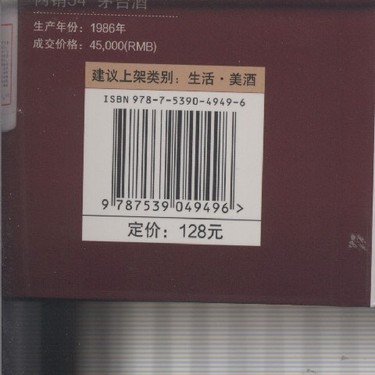 生产年份：1986年
成交价格：45,000(RMB)
建议上架类别：生活·美酒
ISBN 978-7-5390-4949-6
9 787539 049496 >
定价：128元